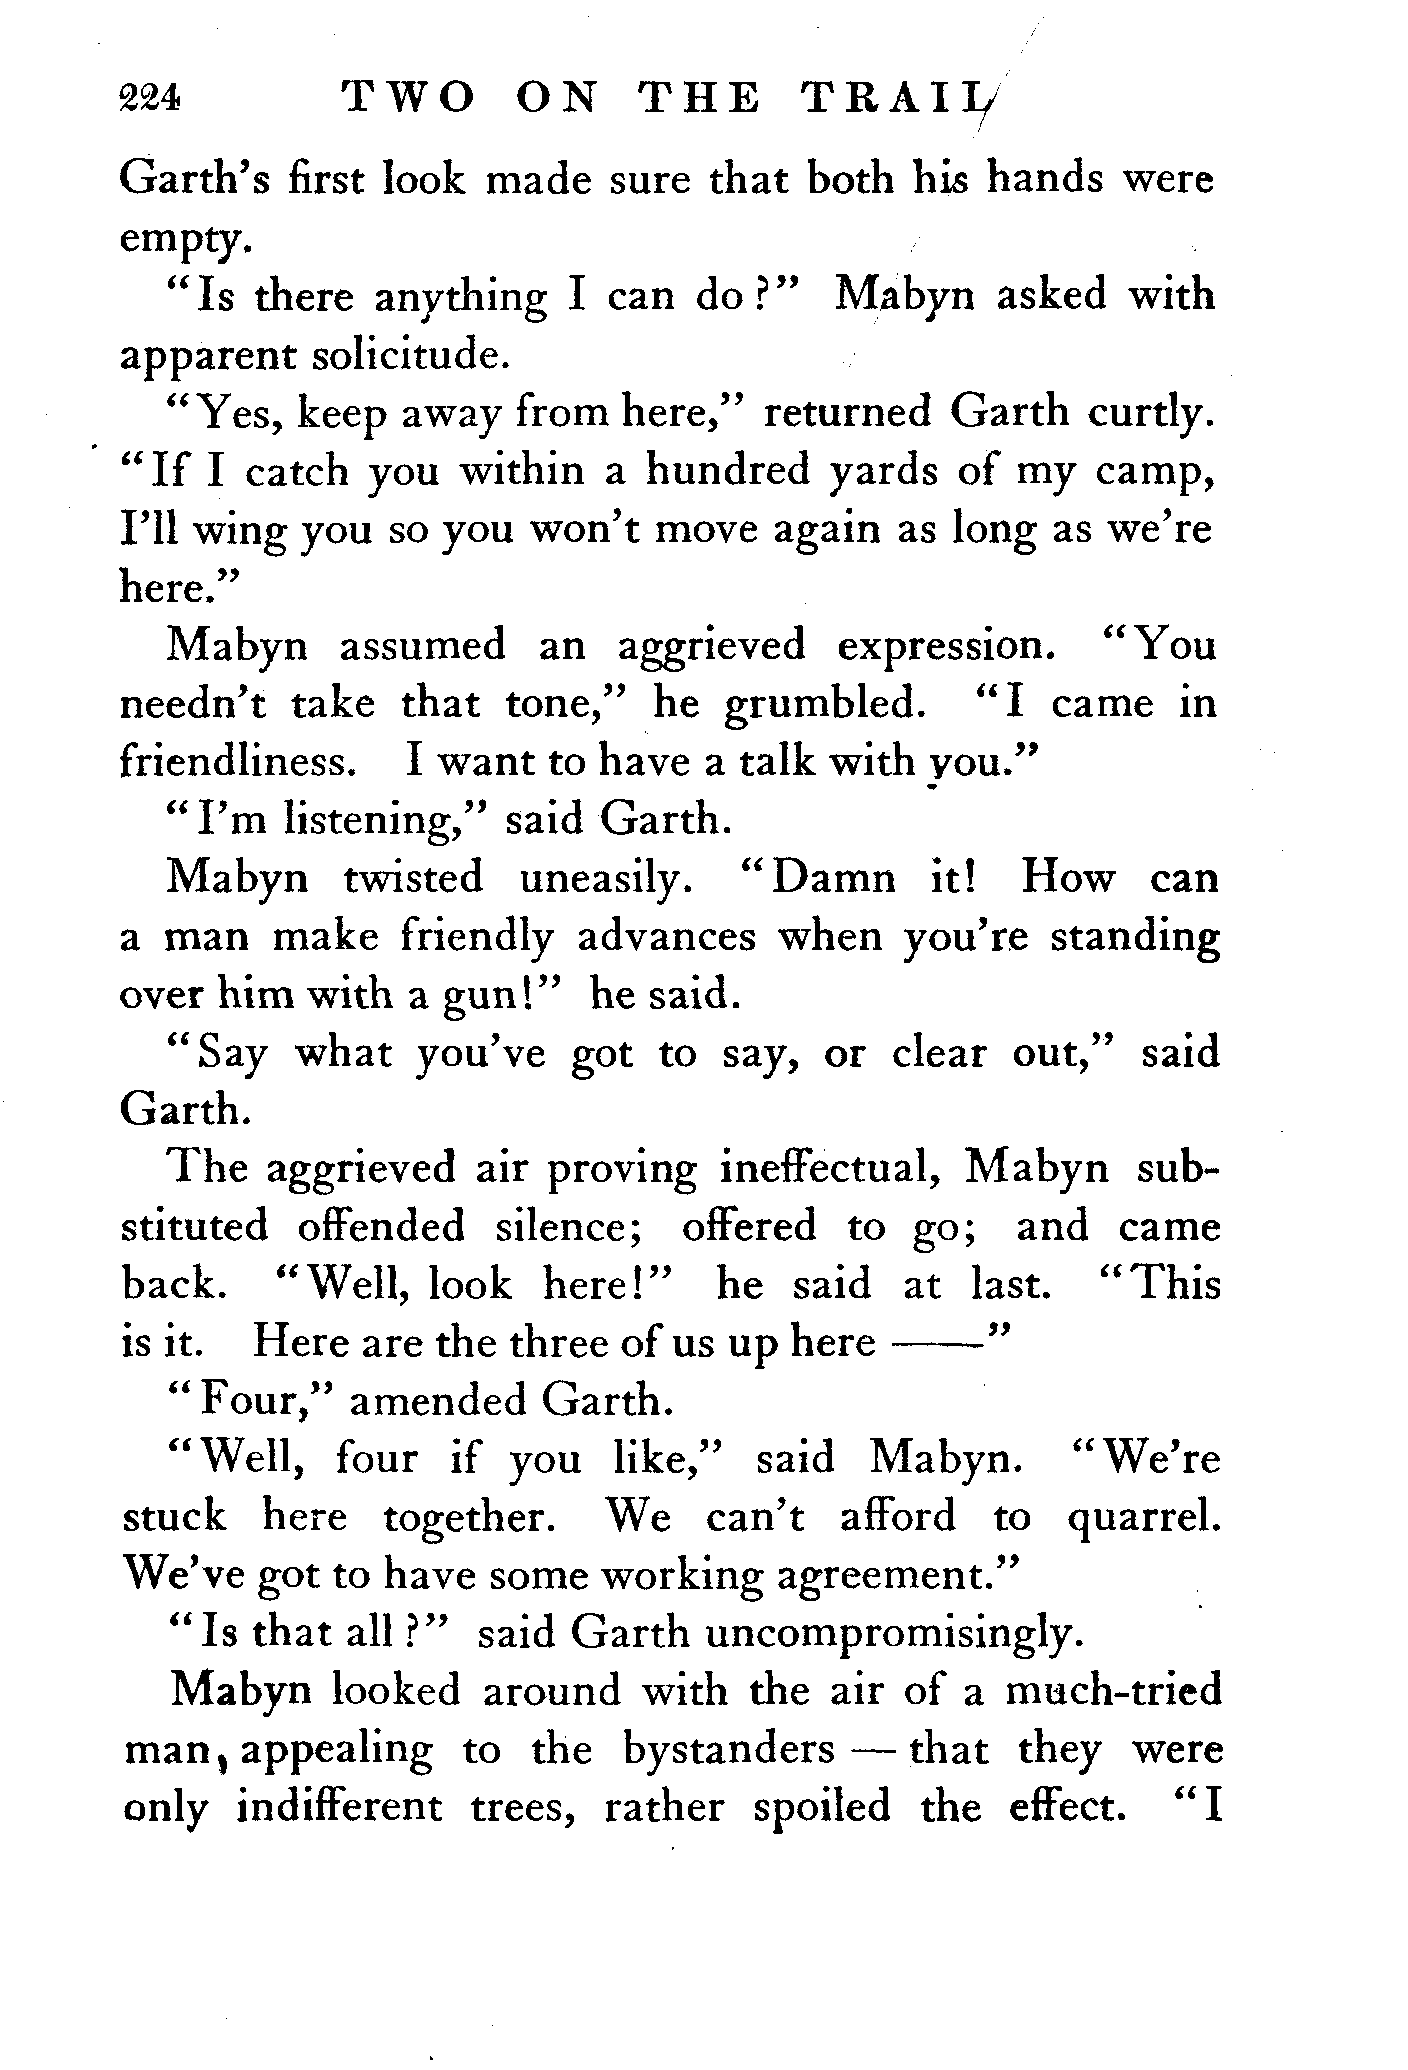 224 TWO ON THE TRAIL
Garth's first look made sure that both his hands were
empty.
"Is there anything I can do?" Mabyn asked with
apparent solicitude.
"Yes, keep away from here," returned Garth curtly.
"If I catch you within a hundred yards of my camp,
I'll wing you so you won't move again as long as we're
here."
Mabyn assumed an aggrieved expression. "You
needn't take that tone," he grumbled. "I came in
friendliness. I want to have a talk with you."
"I'm listening," said Garth.
Mabyn twisted uneasily. "Damn it! How can
a man make friendly advances when you're standing
over him with a gun!" he said.
"Say what you've got to say, or clear out," said
Garth.
The aggrieved air proving ineffectual, Mabyn sub-
stituted offended silence; offered to go; and came
back. "Well, look here!" he said at last. "This
is it. Here are the three of us up here ——"
"Four," amended Garth.
"Well, four if you like," said Mabyn. "We're
stuck here together. We can't afford to quarrel.
We've got to have some working agreement."
"Is that all?" said Garth uncompromisingly.
Mabyn looked around with the air of a much-tried
man, appealing to the bystanders — that they were
only indifferent trees, rather spoiled the effect. "I